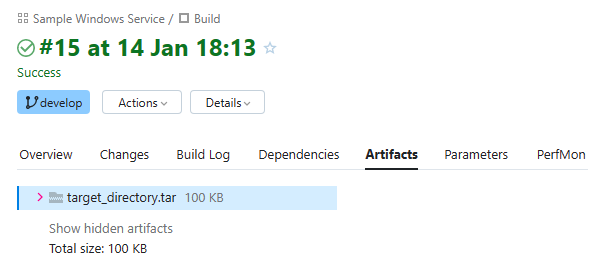 Sample Windows Service / Build
#15 at 14 Jan 18:13
Success
develop Actions Details
Overview Changes Build Log Dependencies Artifacts Parameters PerfMon
target_directory.tar 100 KB
Show hidden artifacts
Total size: 100 KB